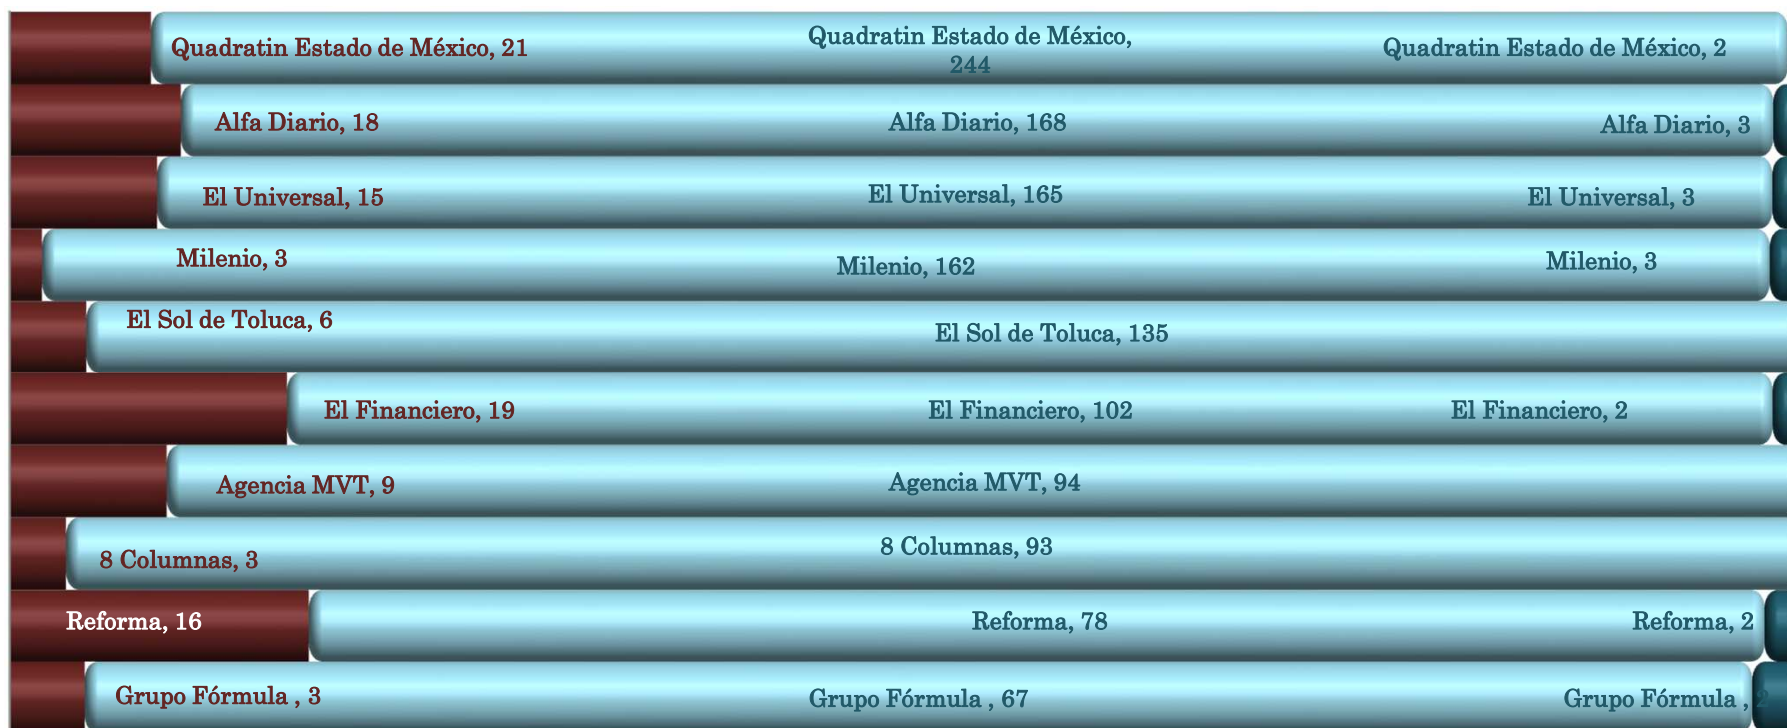 Quadratin Estado de México, 21
Quadratin Estado de México,
244
Quadratin Estado de México, 2
Alfa Diario, 18
Alfa Diario, 168
Alfa Diario, 3
El Universal, 15
El Universal, 165
El Universal, 3
Milenio, 3
Milenio, 162
Milenio, 3
El Sol de Toluca, 6
El Sol de Toluca, 135
El Financiero, 19
El Financiero, 102
El Financiero, 2
Agencia MVT, 9
Agencia MVT, 94
8 Columnas, 3
8 Columnas, 93
Reforma, 16
Reforma, 78
Reforma, 2
Grupo Fórmula , 3
Grupo Fórmula , 67
Grupo Fórmula , 2